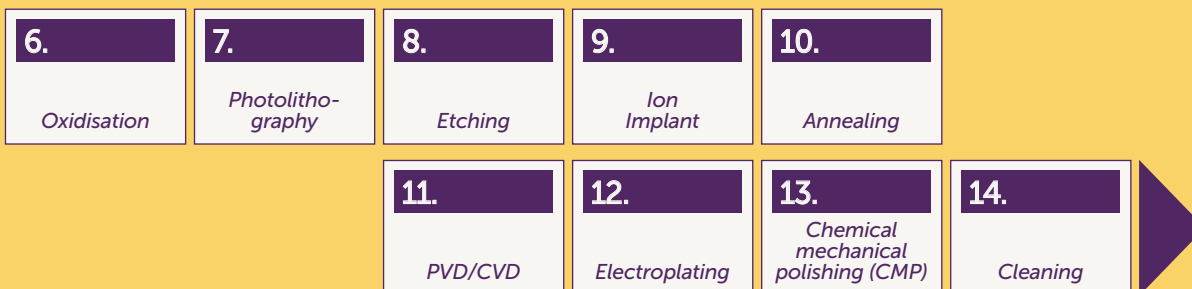 6.
Oxidisation
7.
Photolitho-
graphy
8.
Etching
9.
Ion
Implant
10.
Annealing
11.
PVD/CVD
12.
Electroplating
13.
Chemical
mechanical
polishing (CMP)
14.
Cleaning